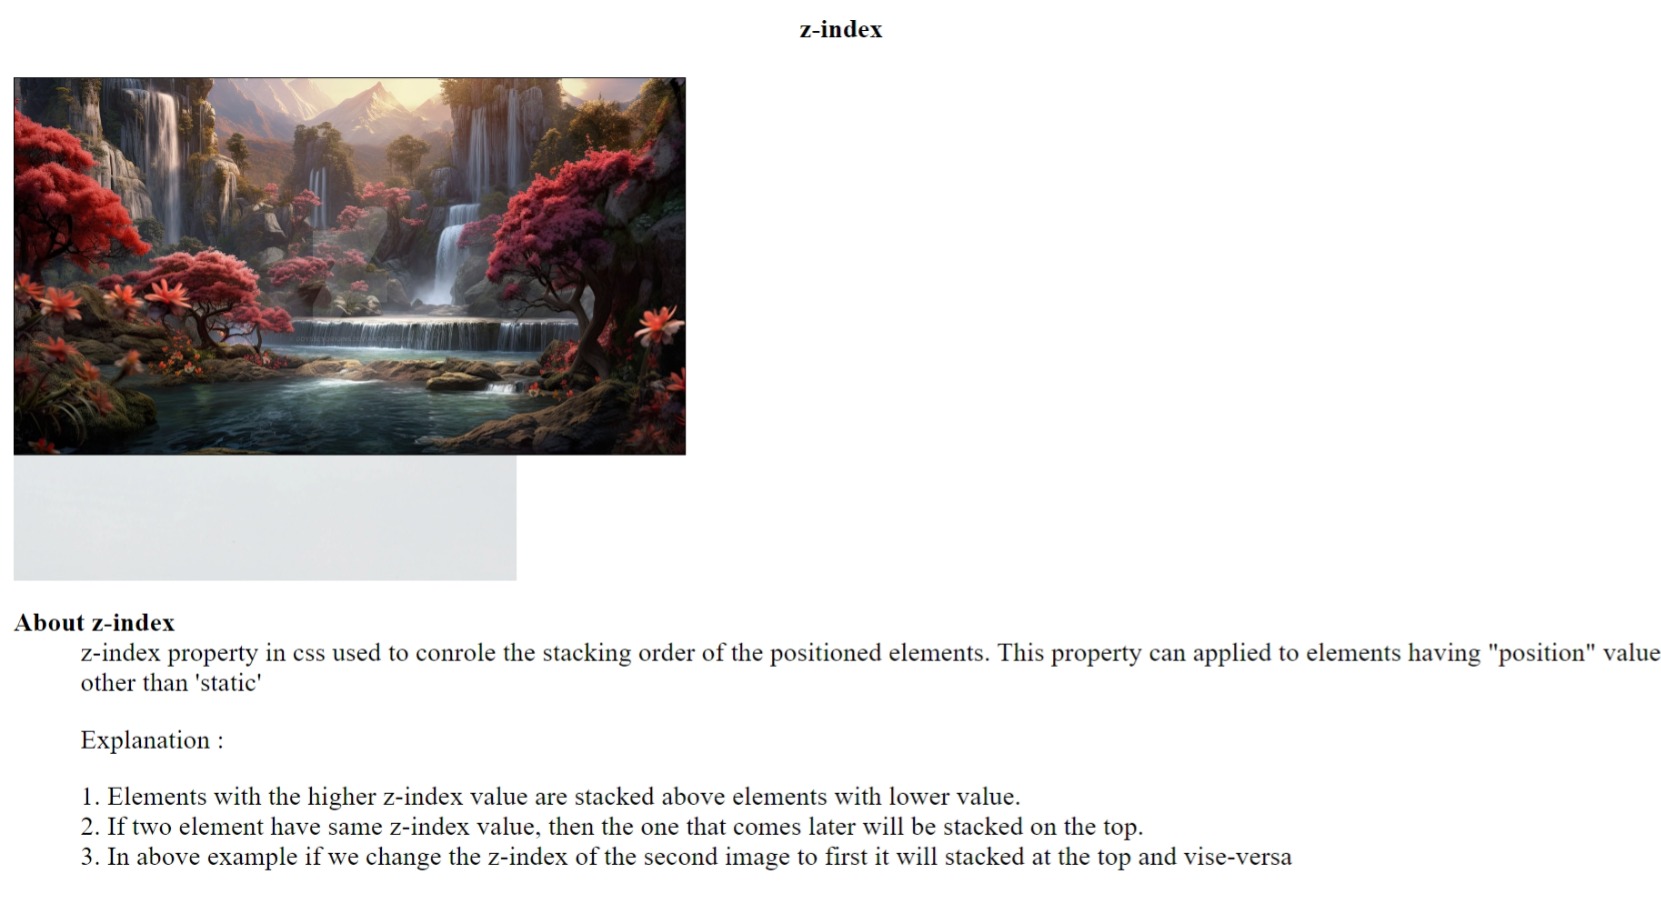 z-index
About z-index
z-index property in css used to conrole the stacking order of the positioned elements. This property can applied to elements having "position" value
other than 'static'
Explanation :
1. Elements with the higher z-index value are stacked above elements with lower value.
2. If two element have same z-index value, then the one that comes later will be stacked on the top.
3. In above example if we change the z-index of the second image to first it will stacked at the top and vise-versa